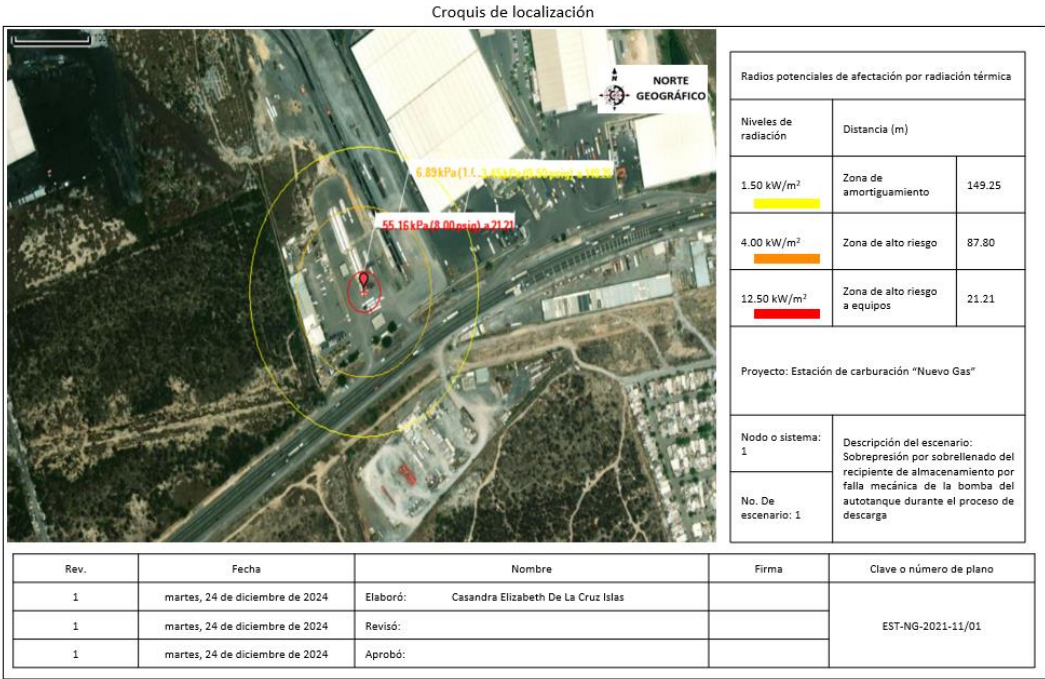 Croquis de localización
100
NORTE
GEOGRÁFICO
6.89 kPa (1.
55.16 kPa (8.00 psig) a 21.21
Radios potenciales de afectación por radiación térmica
Niveles de
radiación
Distancia (m)
1.50 kW/m²
Zona de
amortiguamiento
149.25
4.00 kW/m²
Zona de alto riesgo
87.80
12.50 kW/m²
Zona de alto riesgo
a equipos
21.21
Proyecto: Estación de carburación “Nuevo Gas”
Nodo o sistema:
1
No. De
escenario: 1
Descripción del escenario:
Sobrepresión por sobrellenado del
recipiente de almacenamiento por
falla mecánica de la bomba del
autotanque durante el proceso de
descarga
Rev. Fecha Nombre Firma Clave o número de plano
1 martes, 24 de diciembre de 2024 Elaboró: Casandra Elizabeth De La Cruz Islas
1 martes, 24 de diciembre de 2024 Revisó:
EST-NG-2021-11/01
1 martes, 24 de diciembre de 2024 Aprobó: